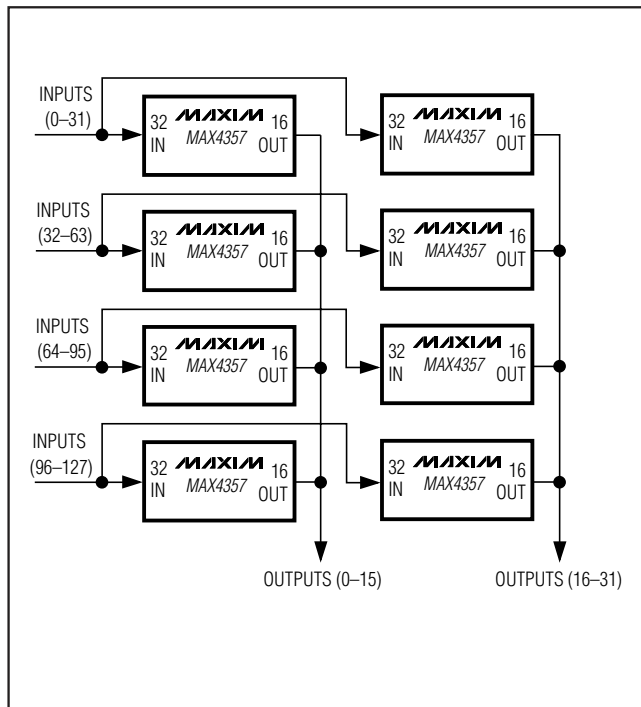 INPUTS
(0–31)
32 MAXIM 16
IN MAX4357 OUT
32 MAXIM 16
IN MAX4357 OUT
INPUTS
(32–63)
32 MAXIM 16
IN MAX4357 OUT
32 MAXIM 16
IN MAX4357 OUT
INPUTS
(64–95)
32 MAXIM 16
IN MAX4357 OUT
32 MAXIM 16
IN MAX4357 OUT
INPUTS
(96–127)
32 MAXIM 16
IN MAX4357 OUT
32 MAXIM 16
IN MAX4357 OUT
OUTPUTS (0–15)
OUTPUTS (16–31)